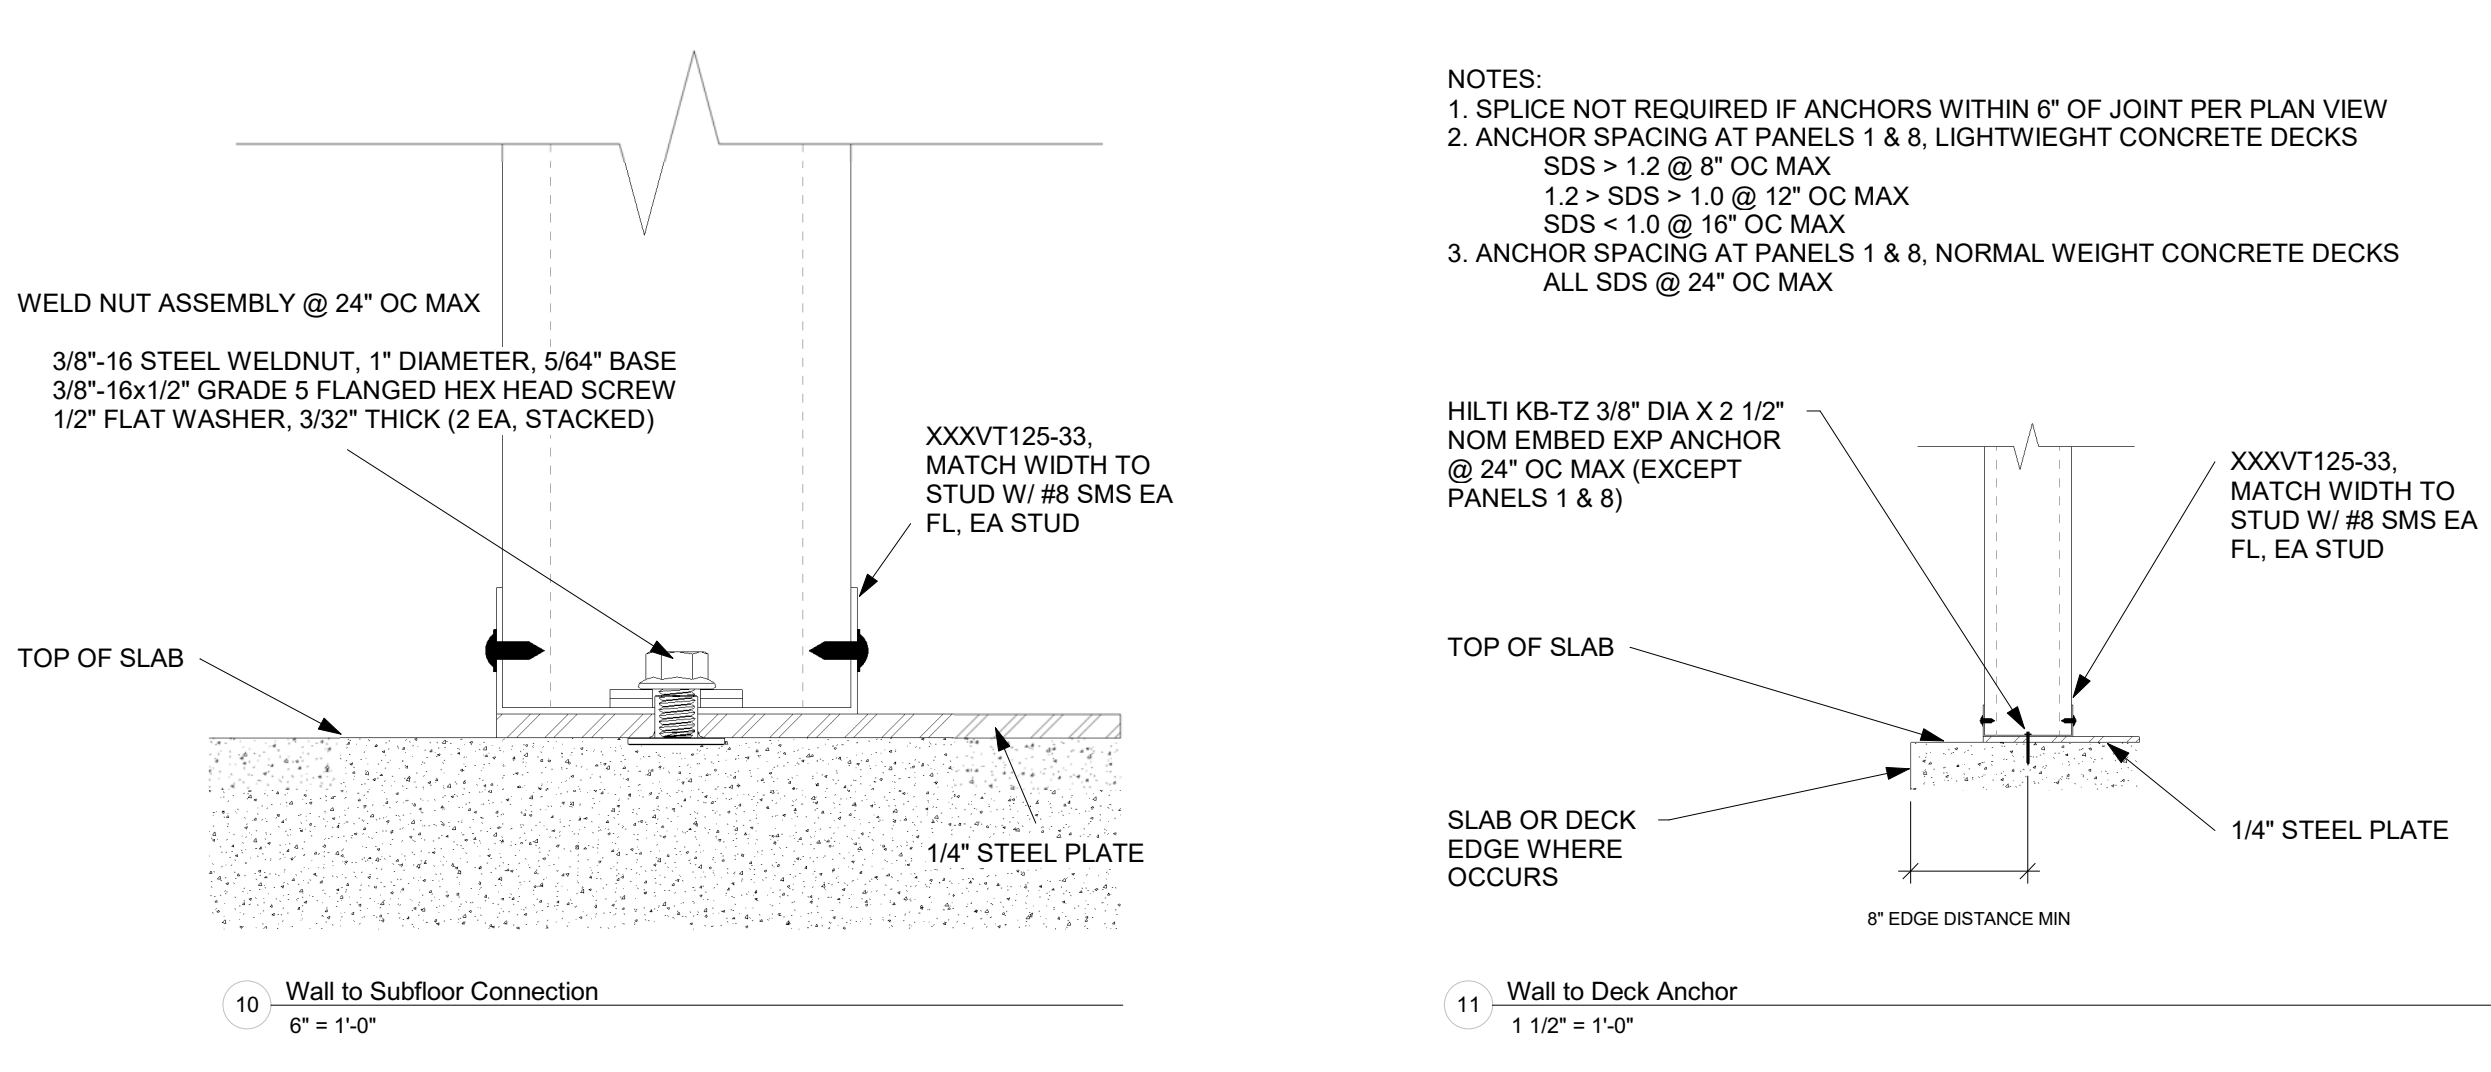 WELD NUT ASSEMBLY @ 24" OC MAX
3/8"-16 STEEL WELDNUT, 1" DIAMETER, 5/64" BASE
3/8"-16x1/2" GRADE 5 FLANGED HEX HEAD SCREW
1/2" FLAT WASHER, 3/32" THICK (2 EA, STACKED)
XXXVT125-33,
MATCH WIDTH TO
STUD W/ #8 SMS EA
FL, EA STUD
TOP OF SLAB
1/4" STEEL PLATE
10
Wall to Subfloor Connection
6" = 1'-0"
NOTES:
1. SPLICE NOT REQUIRED IF ANCHORS WITHIN 6" OF JOINT PER PLAN VIEW
2. ANCHOR SPACING AT PANELS 1 & 8, LIGHTWIEGHT CONCRETE DECKS
SDS > 1.2 @ 8" OC MAX
1.2 > SDS > 1.0 @ 12" OC MAX
SDS < 1.0 @ 16" OC MAX
3. ANCHOR SPACING AT PANELS 1 & 8, NORMAL WEIGHT CONCRETE DECKS
ALL SDS @ 24" OC MAX
HILTI KB-TZ 3/8" DIA X 2 1/2"
NOM EMBED EXP ANCHOR
@ 24" OC MAX (EXCEPT
PANELS 1 & 8)
XXXVT125-33,
MATCH WIDTH TO
STUD W/ #8 SMS EA
FL, EA STUD
TOP OF SLAB
SLAB OR DECK
EDGE WHERE
OCCURS
1/4" STEEL PLATE
8" EDGE DISTANCE MIN
11
Wall to Deck Anchor
1 1/2" = 1'-0"